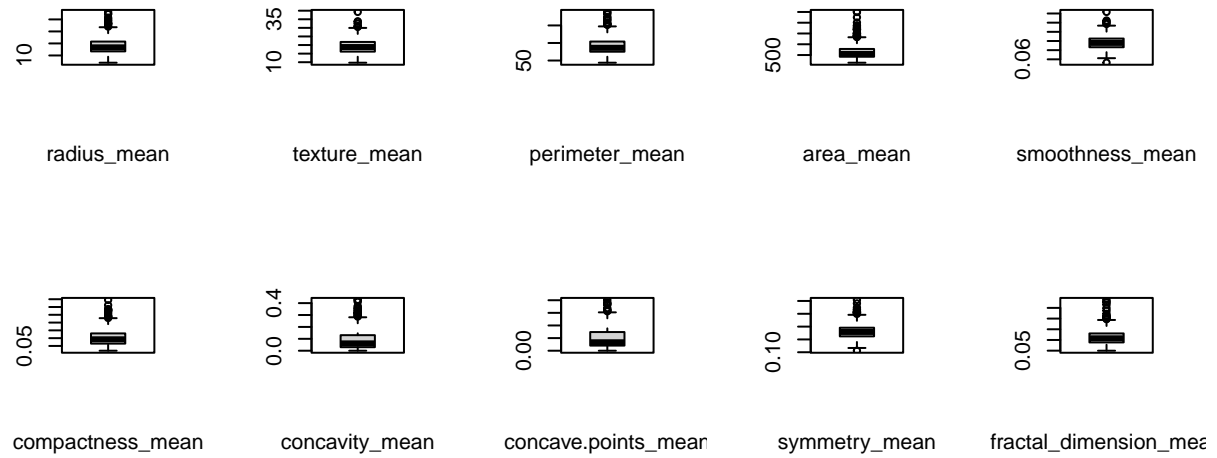 10
radius_mean
10 35
texture_mean
50
perimeter_mean
500
area_mean
0.06
smoothness_mean
0.05
compactness_mean
0.0 0.4
concavity_mean
0.00
concave.points_mean
0.10
symmetry_mean
0.05
fractal_dimension_mea